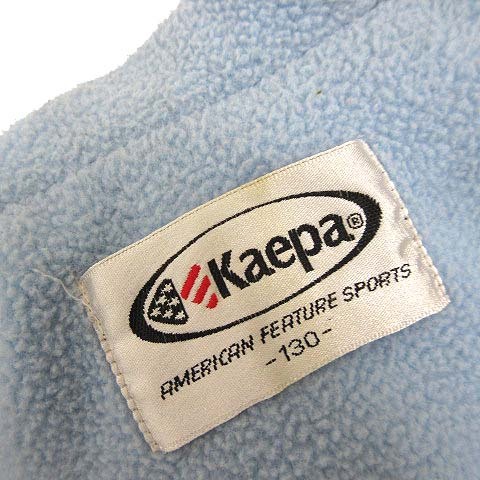 Kaepa®
AMERICAN FEATURE SPORTS
-130-